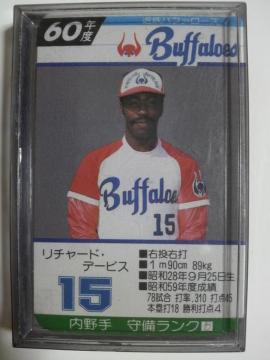 60年度
近鉄バファローズ
Buffaloes
Buffaloes
15
リチャード・
デービス
15
■右投右打
■1m90cm 89kg
■昭和28年9月25日生
■昭和59年度成績
78試合 打率.310 打点45
本塁打18 勝利打点4
内野手 守備ランク